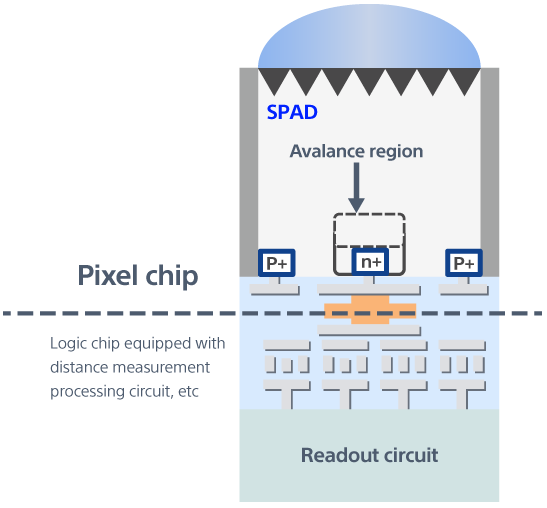 SPAD
Avalance region
P+
n+
P+
Pixel chip
Logic chip equipped with
distance measurement
processing circuit, etc
Readout circuit